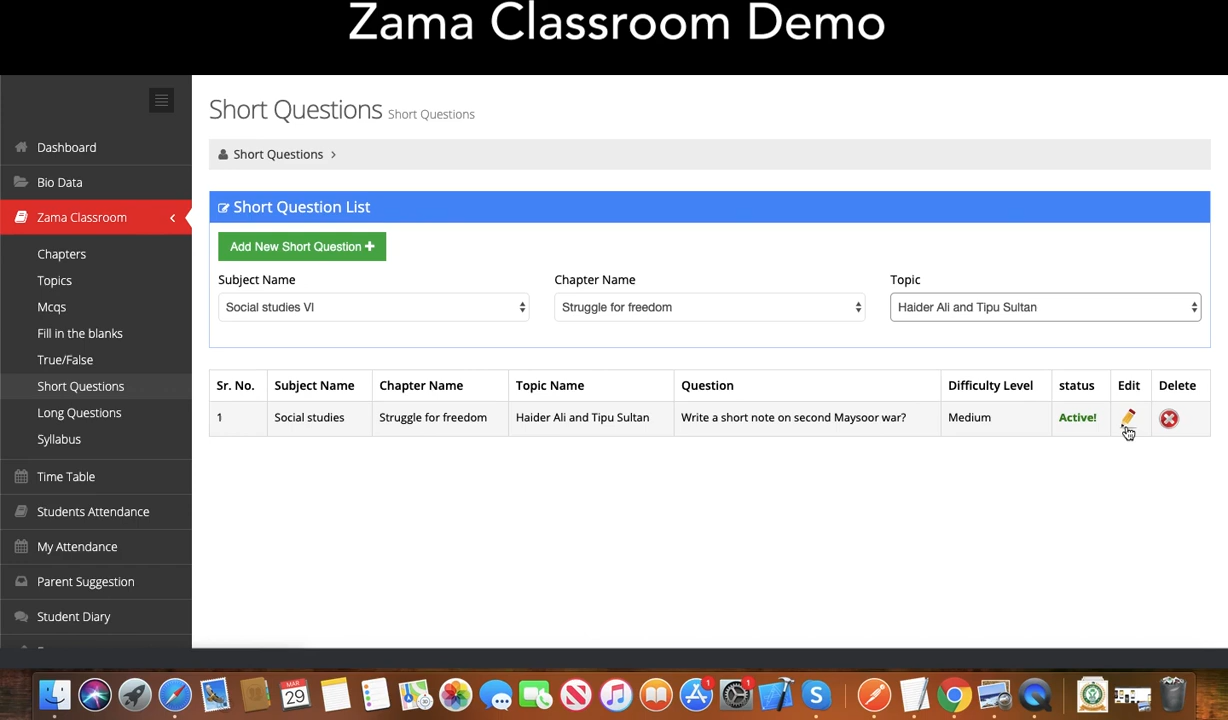 Zama Classroom Demo
Short Questions Short Questions
Short Questions >
Dashboard
Bio Data
Zama Classroom
Chapters
Topics
Mcqs
Fill in the blanks
True/False
Short Questions
Long Questions
Syllabus
Time Table
Students Attendance
My Attendance
Parent Suggestion
Student Diary
Short Question List
Add New Short Question +
Subject Name Chapter Name Topic
Social studies VI Struggle for freedom Haider Ali and Tipu Sultan
Sr. No. Subject Name Chapter Name Topic Name Question Difficulty Level status Edit Delete
1 Social studies Struggle for freedom Haider Ali and Tipu Sultan Write a short note on second Maysoor war? Medium Active!
MAR
29
1
1